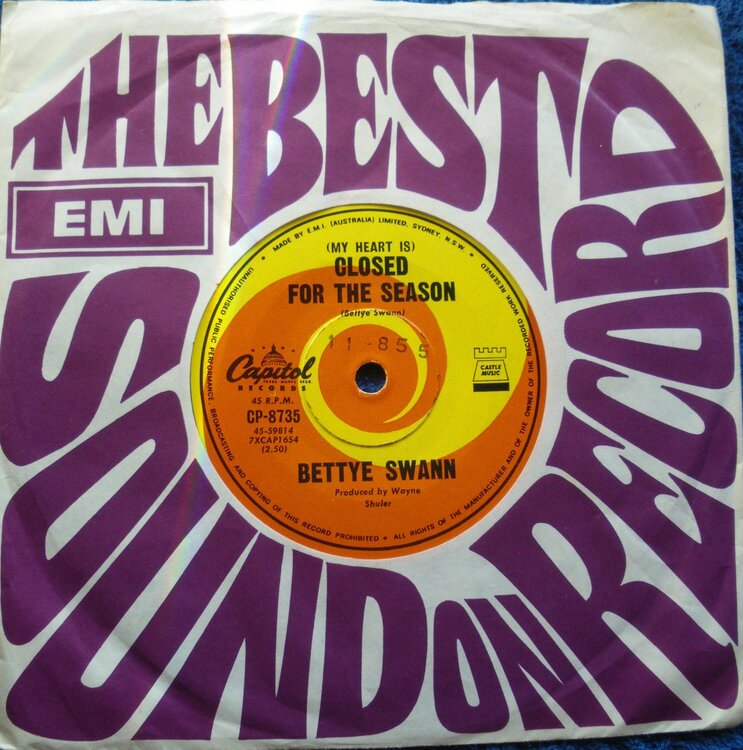 THE BEST
SOUND ON RECORD
EMI
• MADE BY E.M.I. (AUSTRALIA) LIMITED, SYDNEY, N.S.W •
UNAUTHORISED PUBLIC PERFORMANCE, BROADCASTING AND COPYING OF THIS RECORD PROHIBITED • ALL RIGHTS OF THE MANUFACTURER AND OF THE OWNER OF THE RECORDED WORK RESERVED
(MY HEART IS)
CLOSED
FOR THE SEASON
(Bettye Swann)
11-855
Capitol
TRADE MARKS REGD
RECORDS
CASTLE
MUSIC
45 R.P.M.
CP-8735
45-59814
7XCAP1654
(2.50)
BETTYE SWANN
Produced by Wayne
Shuler